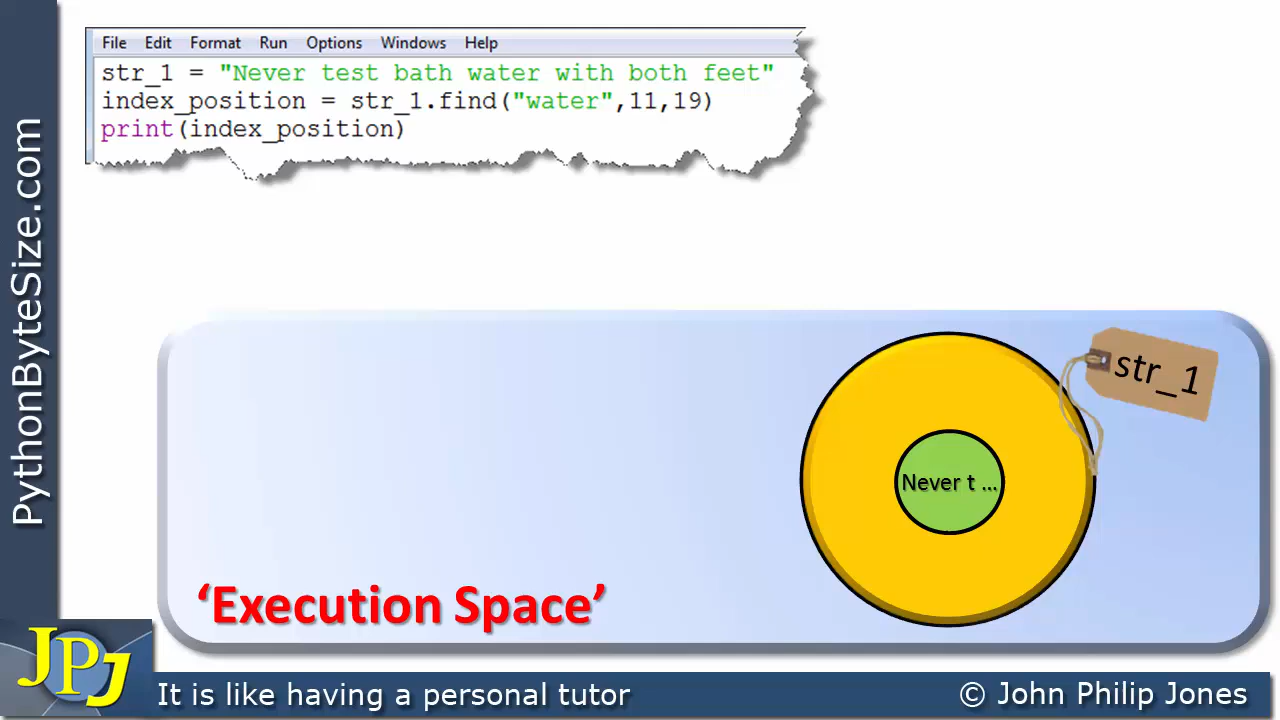 File Edit Format Run Options Windows Help
str_1 = "Never test bath water with both feet"
index_position = str_1.find("water",11,19)
print(index_position)
PythonByteSize.com
str_1
Never t ...
‘Execution Space’
JPJ
It is like having a personal tutor
© John Philip Jones